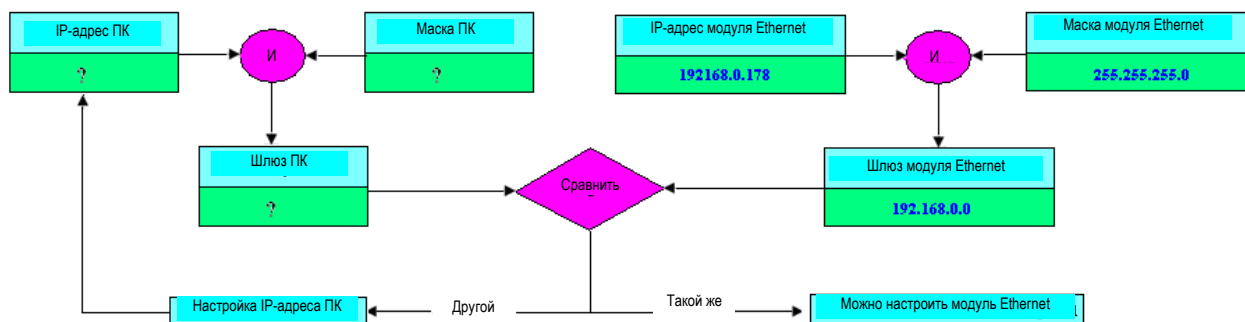 IP-адрес ПК
?
И
Маска ПК
?
IP-адрес модуля Ethernet
192168.0.178
И
Маска модуля Ethernet
255.255.255.0
Шлюз ПК
?
Сравнить
Шлюз модуля Ethernet
192.168.0.0
Настройка IP-адреса ПК
Другой
Такой же
Можно настроить модуль Ethernet